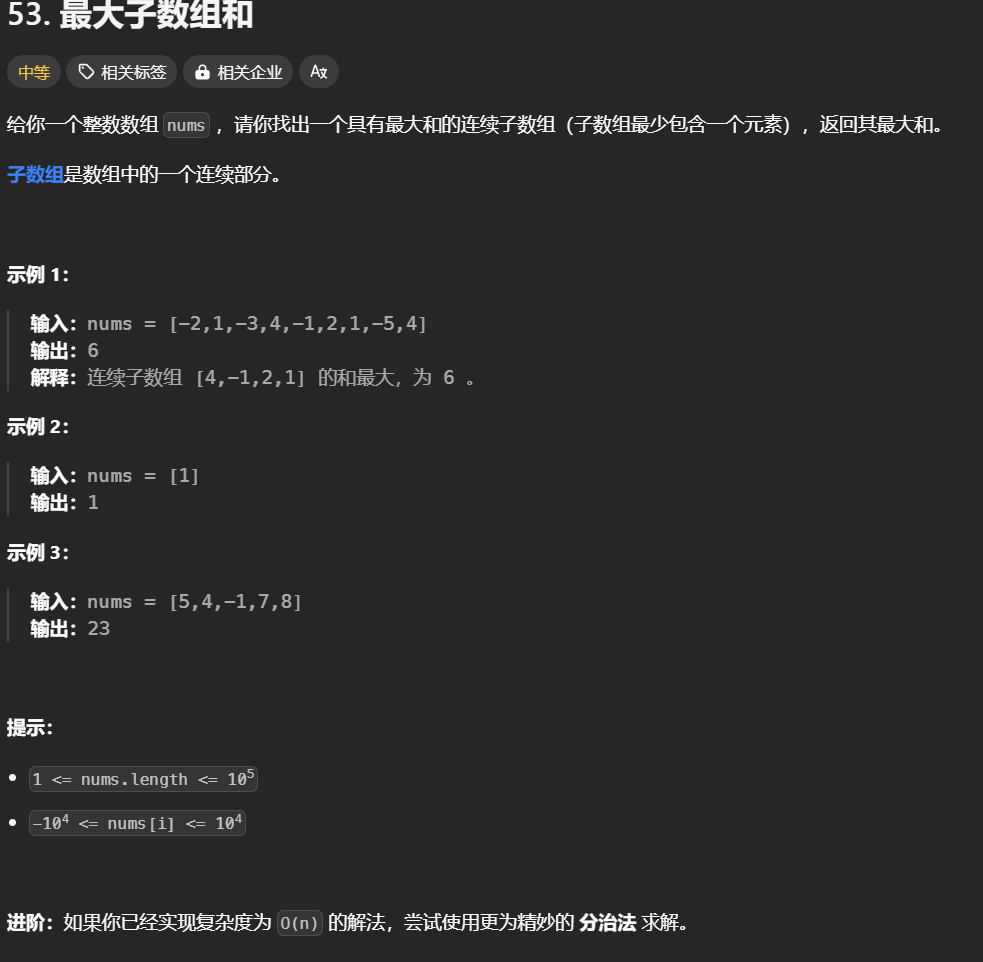 53. 最大子数组和
中等 相关标签 相关企业 Aあ
给你一个整数数组 nums ，请你找出一个具有最大和的连续子数组（子数组最少包含一个元素），返回其最大和。
子数组是数组中的一个连续部分。
示例 1：
输入：nums = [-2,1,-3,4,-1,2,1,-5,4]
输出：6
解释：连续子数组 [4,-1,2,1] 的和最大，为 6 。
示例 2：
输入：nums = [1]
输出：1
示例 3：
输入：nums = [5,4,-1,7,8]
输出：23
提示：
• 1 <= nums.length <= 10⁵
• -10⁴ <= nums[i] <= 10⁴
进阶：如果你已经实现复杂度为 O(n) 的解法，尝试使用更为精妙的 分治法 求解。